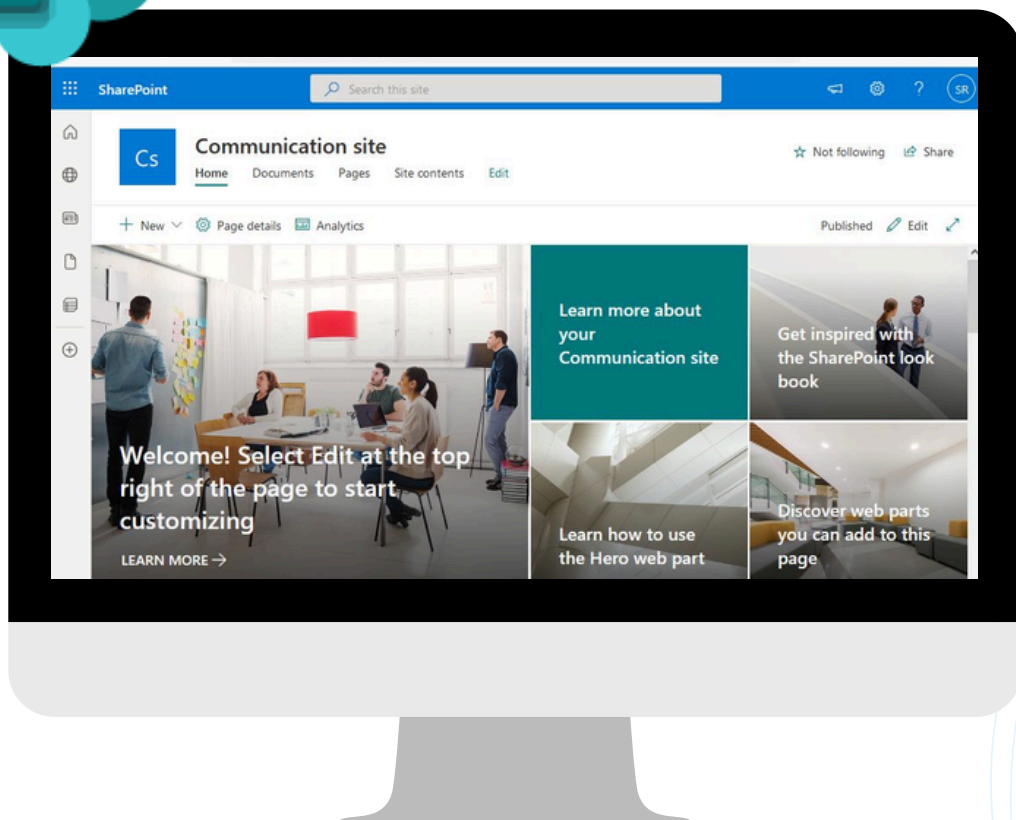 SharePoint
Search this site
?
SR
Cs
Communication site
Not following
Share
Home
Documents
Pages
Site contents
Edit
New
Page details
Analytics
Published
Edit
Learn more about
your
Communication site
Get inspired with
the SharePoint look
book
Welcome! Select Edit at the top
right of the page to start
customizing
LEARN MORE
Learn how to use
the Hero web part
Discover web parts
you can add to this
page